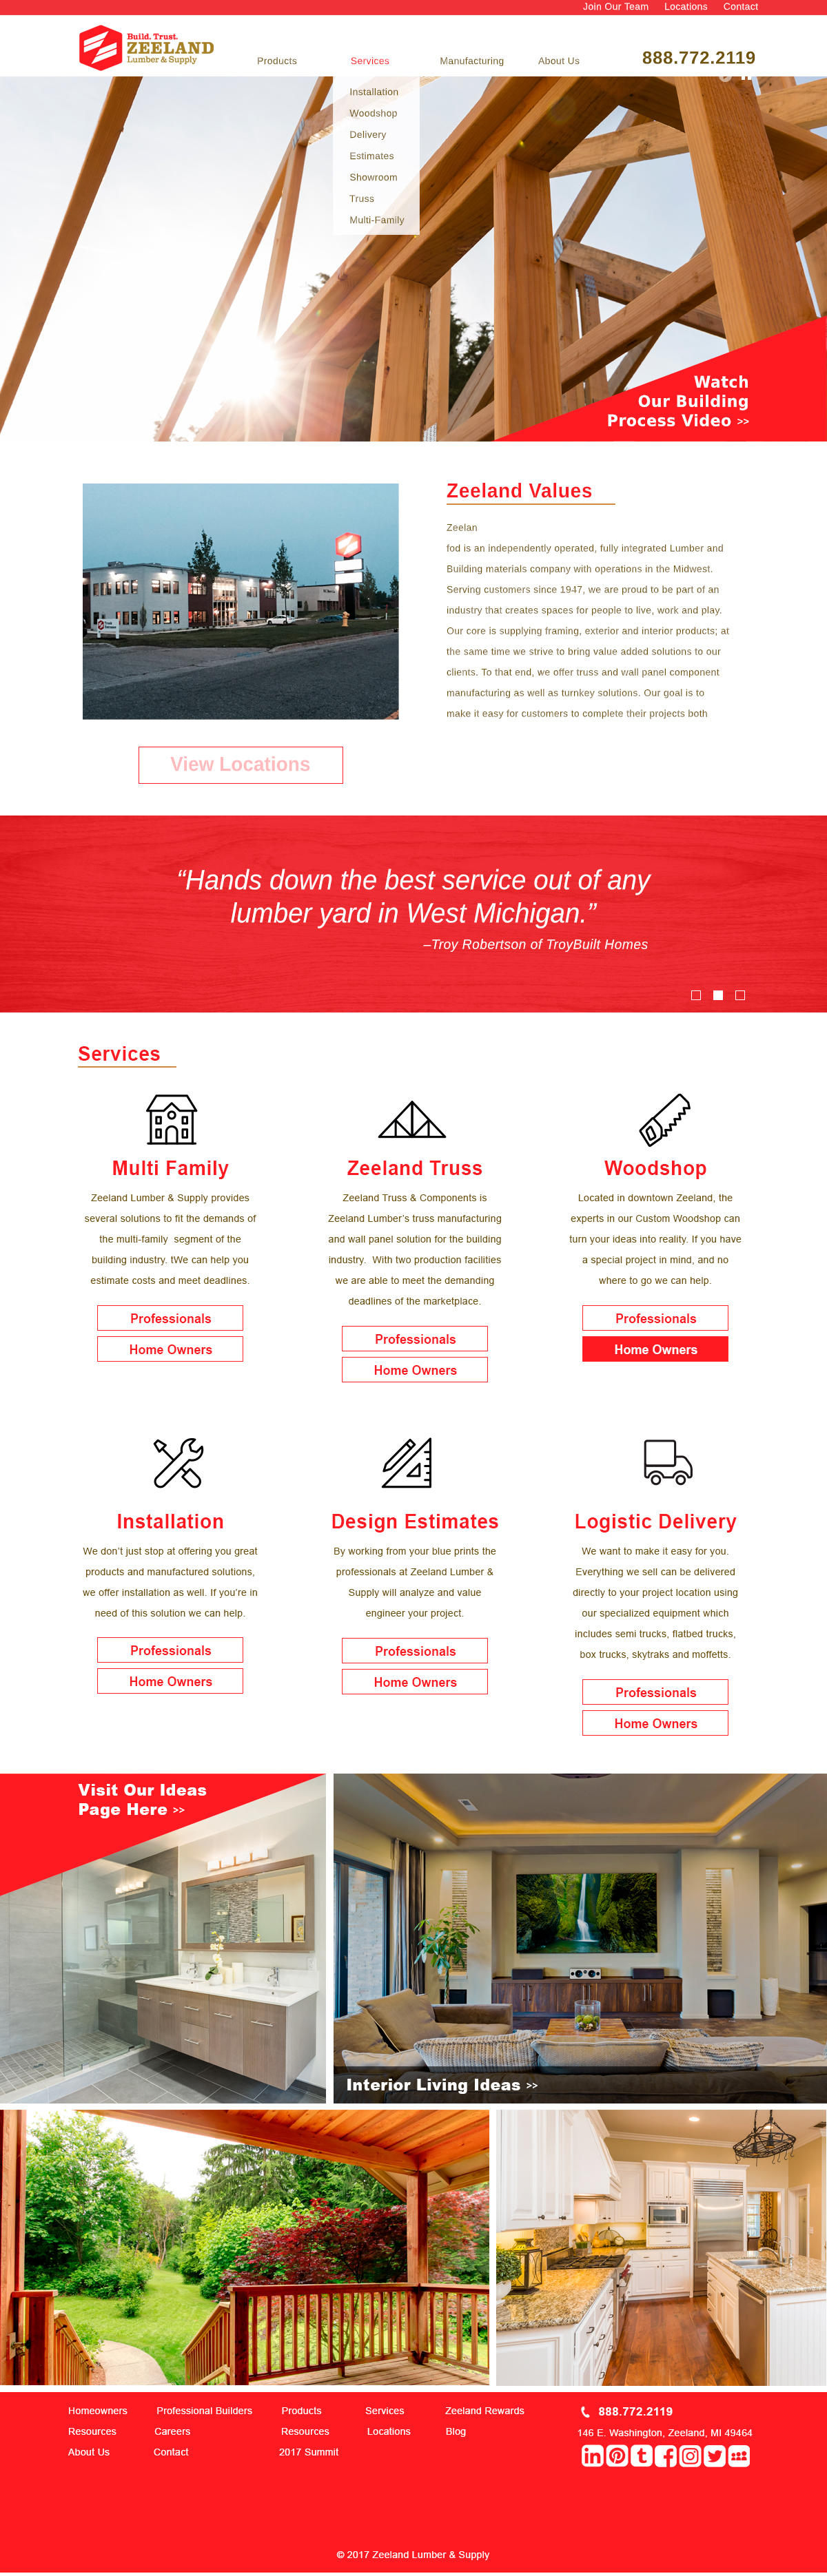 Join Our Team Locations Contact
Build. Trust.
ZEELAND
Lumber & Supply
Products Services Manufacturing About Us 888.772.2119
Installation
Woodshop
Delivery
Estimates
Showroom
Truss
Multi-Family
Watch
Our Building
Process Video >>
Zeeland Values
Zeelan
fod is an independently operated, fully integrated Lumber and
Building materials company with operations in the Midwest.
Serving customers since 1947, we are proud to be part of an
industry that creates spaces for people to live, work and play.
Our core is supplying framing, exterior and interior products; at
the same time we strive to bring value added solutions to our
clients. To that end, we offer truss and wall panel component
manufacturing as well as turnkey solutions. Our goal is to
make it easy for customers to complete their projects both
View Locations
“Hands down the best service out of any
lumber yard in West Michigan.”
–Troy Robertson of TroyBuilt Homes
Services
Multi Family
Zeeland Lumber & Supply provides
several solutions to fit the demands of
the multi-family segment of the
building industry. tWe can help you
estimate costs and meet deadlines.
Professionals
Home Owners
Zeeland Truss
Zeeland Truss & Components is
Zeeland Lumber’s truss manufacturing
and wall panel solution for the building
industry. With two production facilities
we are able to meet the demanding
deadlines of the marketplace.
Professionals
Home Owners
Woodshop
Located in downtown Zeeland, the
experts in our Custom Woodshop can
turn your ideas into reality. If you have
a special project in mind, and no
where to go we can help.
Professionals
Home Owners
Installation
We don’t just stop at offering you great
products and manufactured solutions,
we offer installation as well. If you’re in
need of this solution we can help.
Professionals
Home Owners
Design Estimates
By working from your blue prints the
professionals at Zeeland Lumber &
Supply will analyze and value
engineer your project.
Professionals
Home Owners
Logistic Delivery
We want to make it easy for you.
Everything we sell can be delivered
directly to your project location using
our specialized equipment which
includes semi trucks, flatbed trucks,
box trucks, skytraks and moffetts.
Professionals
Home Owners
Visit Our Ideas
Page Here >>
Interior Living Ideas >>
Homeowners Professional Builders Products Services Zeeland Rewards 888.772.2119
Resources Careers Resources Locations Blog 146 E. Washington, Zeeland, MI 49464
About Us Contact 2017 Summit
© 2017 Zeeland Lumber & Supply